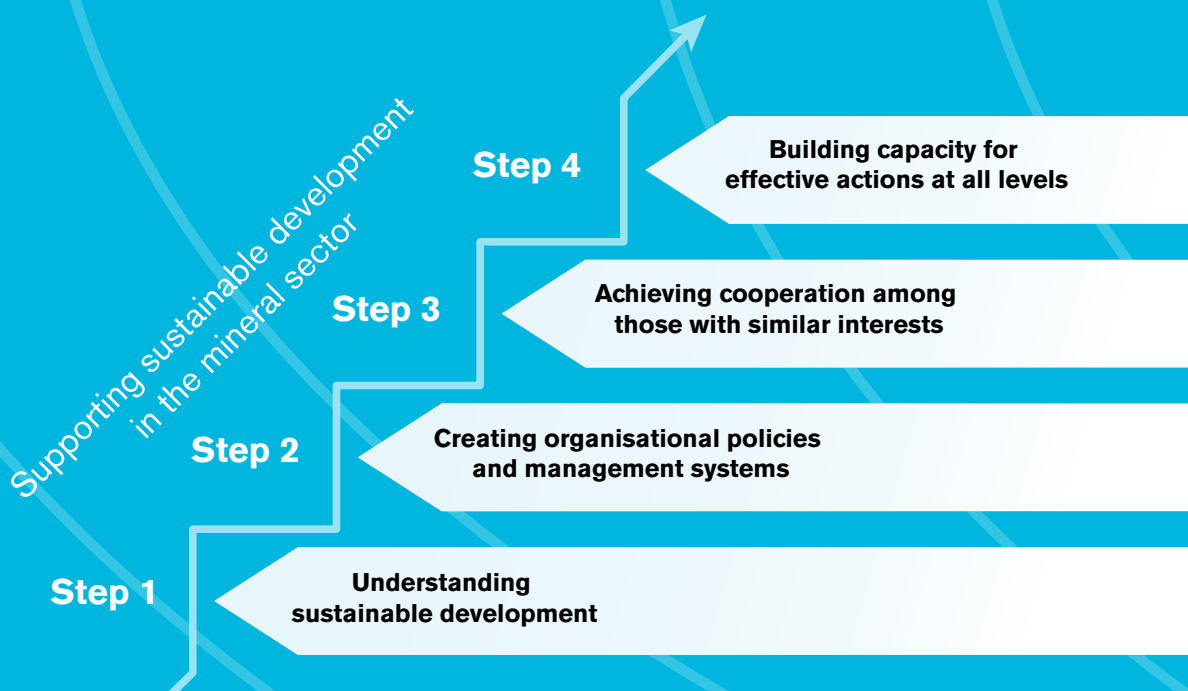 Supporting sustainable development
in the mineral sector
Step 4
Building capacity for
effective actions at all levels
Step 3
Achieving cooperation among
those with similar interests
Step 2
Creating organisational policies
and management systems
Step 1
Understanding
sustainable development